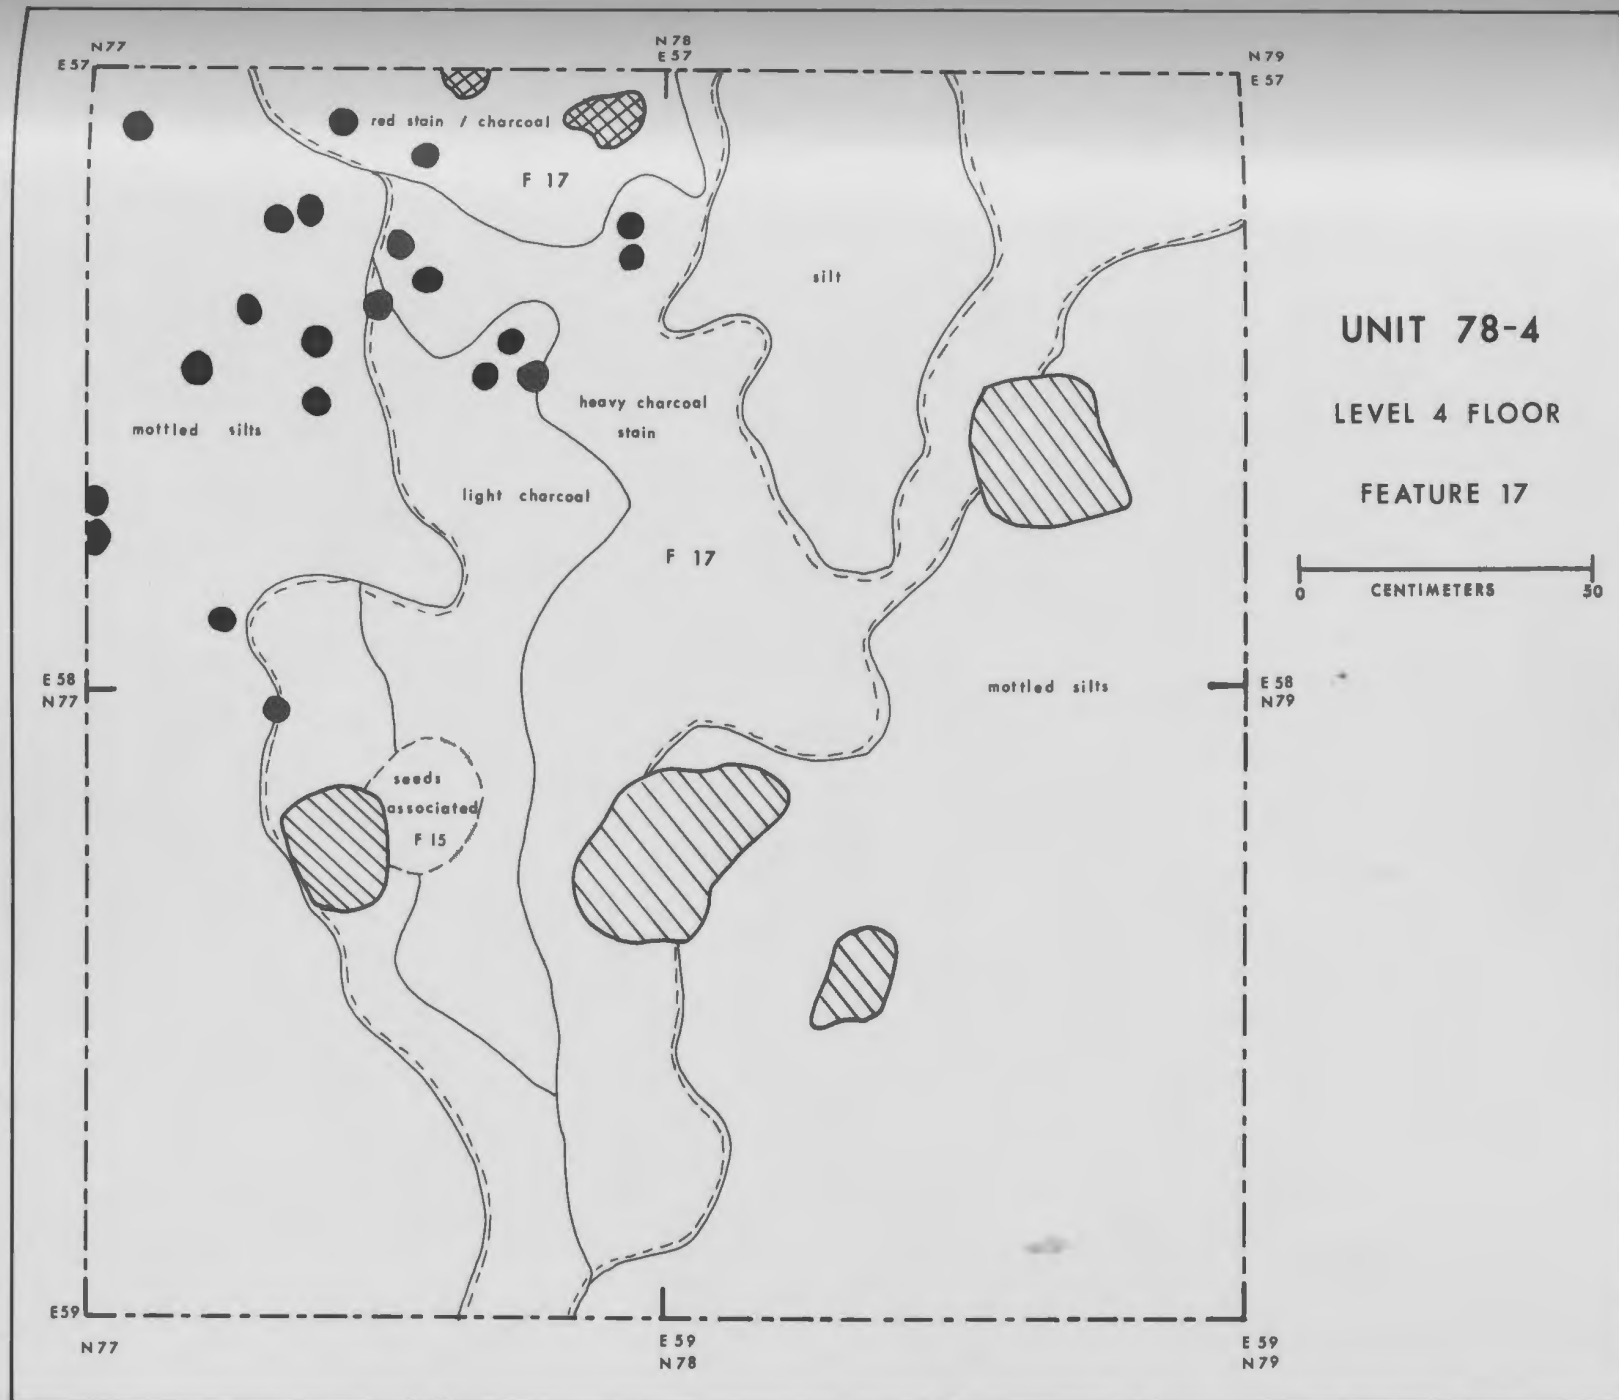 N77
E57
N78
E57
N79
E57
red stain / charcoal
F 17
silt
UNIT 78-4
LEVEL 4 FLOOR
FEATURE 17
0 CENTIMETERS 50
mottled silts
heavy charcoal
stain
light charcoal
F 17
E 58
N77
mottled silts
E 58
N79
seeds
associated
F 15
E59
N77
E 59
N78
E 59
N79